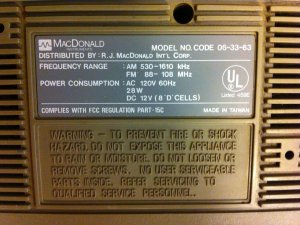 MACDONALD
INSTRUMENTS
MODEL NO. CODE 06-33-63
DISTRIBUTED BY : R.J. MACDONALD INT'L CORP.
FREQUENCY RANGE : AM 530-1610 kHz
FM 88-108 MHz
POWER CONSUMPTION : AC 120V 60Hz
28W
DC 12V (8 "D" CELLS)
UL
Listed 459E
COMPLIES WITH FCC REGULATION PART-15C
MADE IN TAIWAN
WARNING - TO PREVENT FIRE OR SHOCK
HAZARD, DO NOT EXPOSE THIS APPLIANCE
TO RAIN OR MOISTURE. DO NOT LOOSEN OR
REMOVE SCREWS. NO USER SERVICEABLE
PARTS INSIDE. REFER SERVICING TO
QUALIFIED SERVICE PERSONNEL.